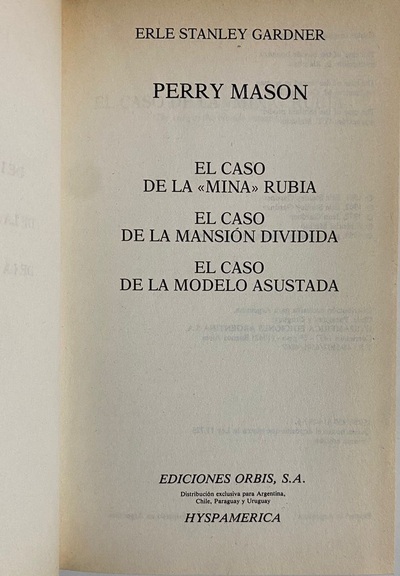 ERLE STANLEY GARDNER
PERRY MASON
EL CASO
DE LA «MINA» RUBIA
EL CASO
DE LA MANSIÓN DIVIDIDA
EL CASO
DE LA MODELO ASUSTADA
EDICIONES ORBIS, S.A.
Distribución exclusiva para Argentina,
Chile, Paraguay y Uruguay
HYSPAMERICA